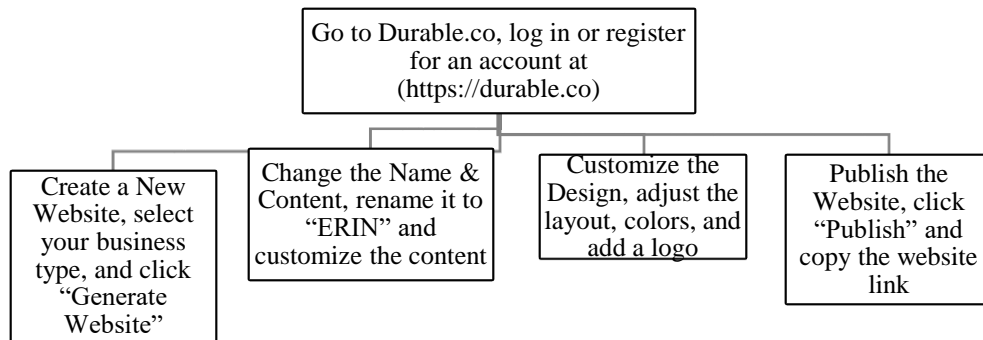 Go to Durable.co, log in or register
for an account at
(https://durable.co)
Create a New
Website, select
your business
type, and click
“Generate
Website”
Change the Name &
Content, rename it to
“ERIN” and
customize the content
Customize the
Design, adjust the
layout, colors, and
add a logo
Publish the
Website, click
“Publish” and
copy the website
link